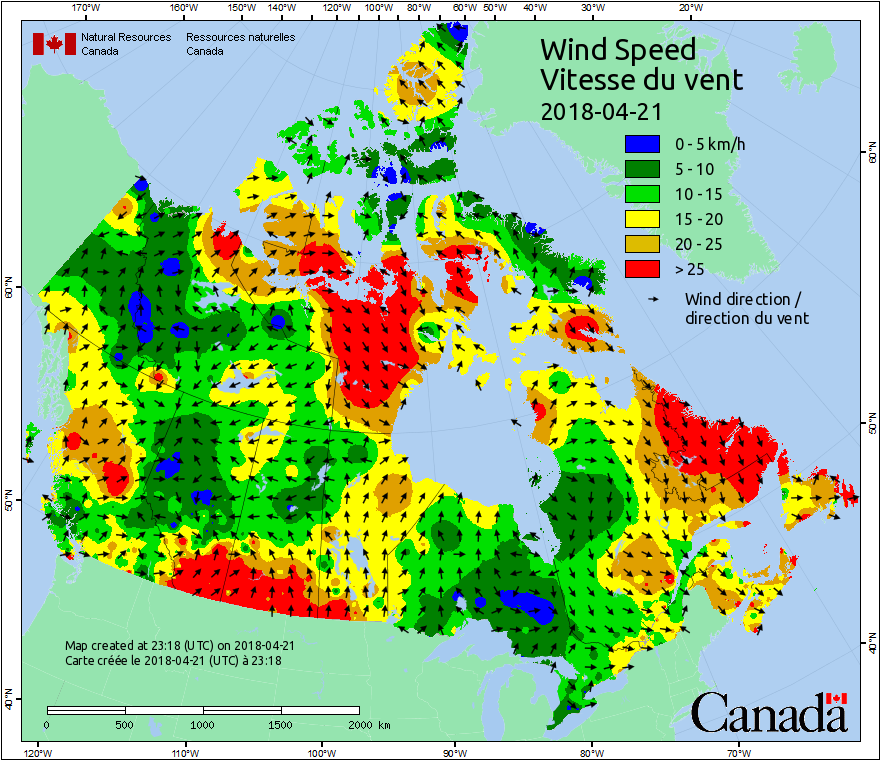 170°W 160°W 150°W 140°W 120°W 100°W 80°W 60°W 50°W 40°W 30°W 20°W
Natural Resources Canada
Ressources naturelles Canada
Wind Speed
Vitesse du vent
2018-04-21
0 - 5 km/h
5 - 10
10 - 15
15 - 20
20 - 25
> 25
Wind direction /
direction du vent
60°N
50°N
40°N
60°N
50°N
40°N
Map created at 23:18 (UTC) on 2018-04-21
Carte créée le 2018-04-21 (UTC) à 23:18
0 500 1000 1500 2000 km
Canada
120°W 110°W 100°W 90°W 80°W 70°W